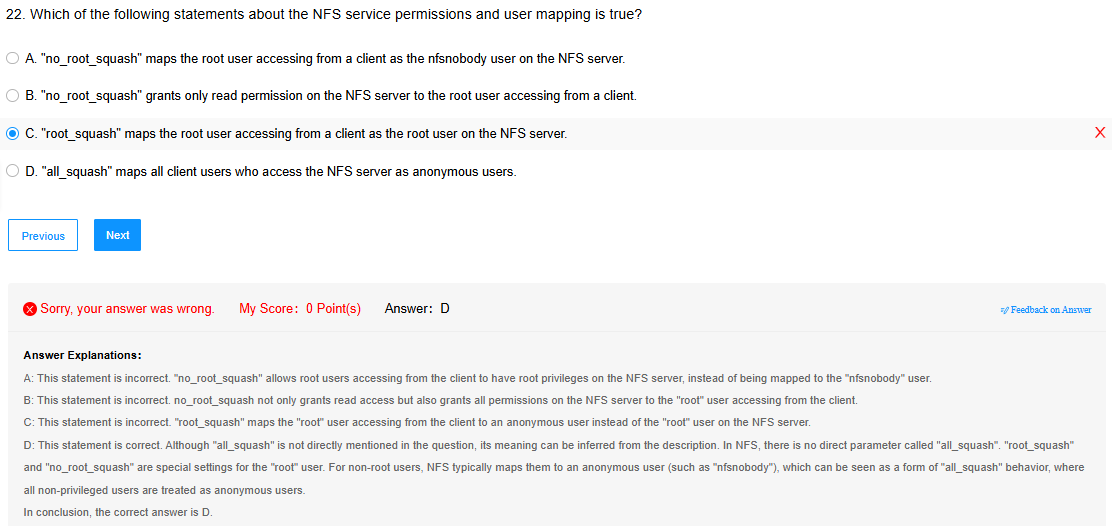 22. Which of the following statements about the NFS service permissions and user mapping is true?
A. "no_root_squash" maps the root user accessing from a client as the nfsnobody user on the NFS server.
B. "no_root_squash" grants only read permission on the NFS server to the root user accessing from a client.
C. "root_squash" maps the root user accessing from a client as the root user on the NFS server.
D. "all_squash" maps all client users who access the NFS server as anonymous users.
Previous Next
Sorry, your answer was wrong. My Score: 0 Point(s) Answer: D Feedback on Answer
Answer Explanations:
A: This statement is incorrect. "no_root_squash" allows root users accessing from the client to have root privileges on the NFS server, instead of being mapped to the "nfsnobody" user.
B: This statement is incorrect. no_root_squash not only grants read access but also grants all permissions on the NFS server to the "root" user accessing from the client.
C: This statement is incorrect. "root_squash" maps the "root" user accessing from the client to an anonymous user instead of the "root" user on the NFS server.
D: This statement is correct. Although "all_squash" is not directly mentioned in the question, its meaning can be inferred from the description. In NFS, there is no direct parameter called "all_squash". "root_squash"
and "no_root_squash" are special settings for the "root" user. For non-root users, NFS typically maps them to an anonymous user (such as "nfsnobody"), which can be seen as a form of "all_squash" behavior, where
all non-privileged users are treated as anonymous users.
In conclusion, the correct answer is D.